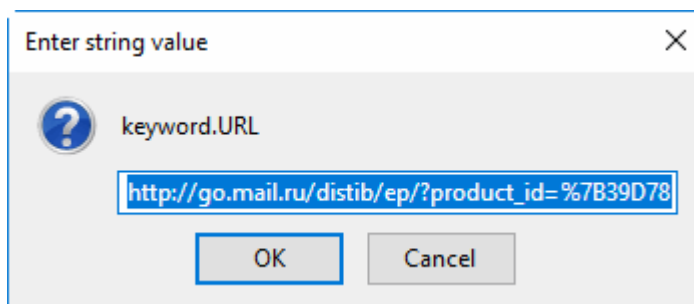 Enter string value
keyword.URL
http://go.mail.ru/distib/ep/?product_id=%7B39D78
OK
Cancel